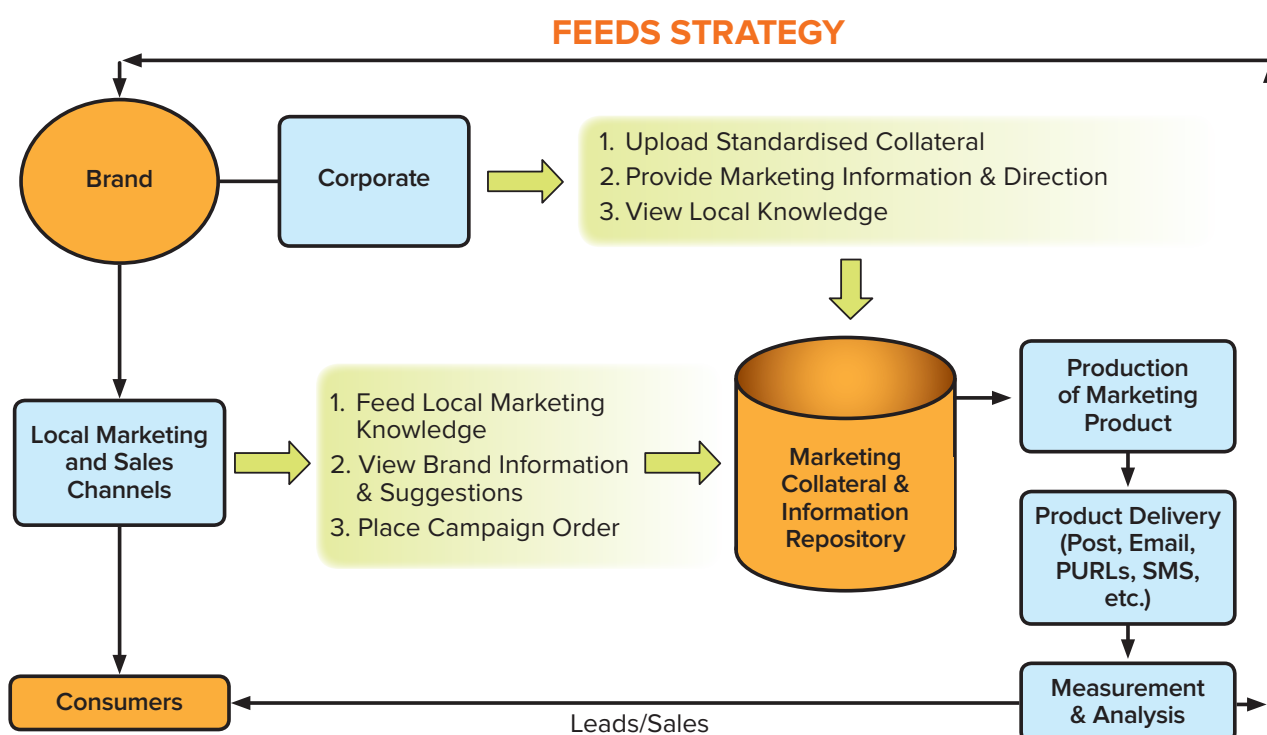 FEEDS STRATEGY
Brand
Corporate
1. Upload Standardised Collateral
2. Provide Marketing Information & Direction
3. View Local Knowledge
Local Marketing
and Sales
Channels
1. Feed Local Marketing
Knowledge
2. View Brand Information
& Suggestions
3. Place Campaign Order
Marketing
Collateral &
Information
Repository
Production
of Marketing
Product
Product Delivery
(Post, Email,
PURLs, SMS,
etc.)
Consumers
Leads/Sales
Measurement
& Analysis